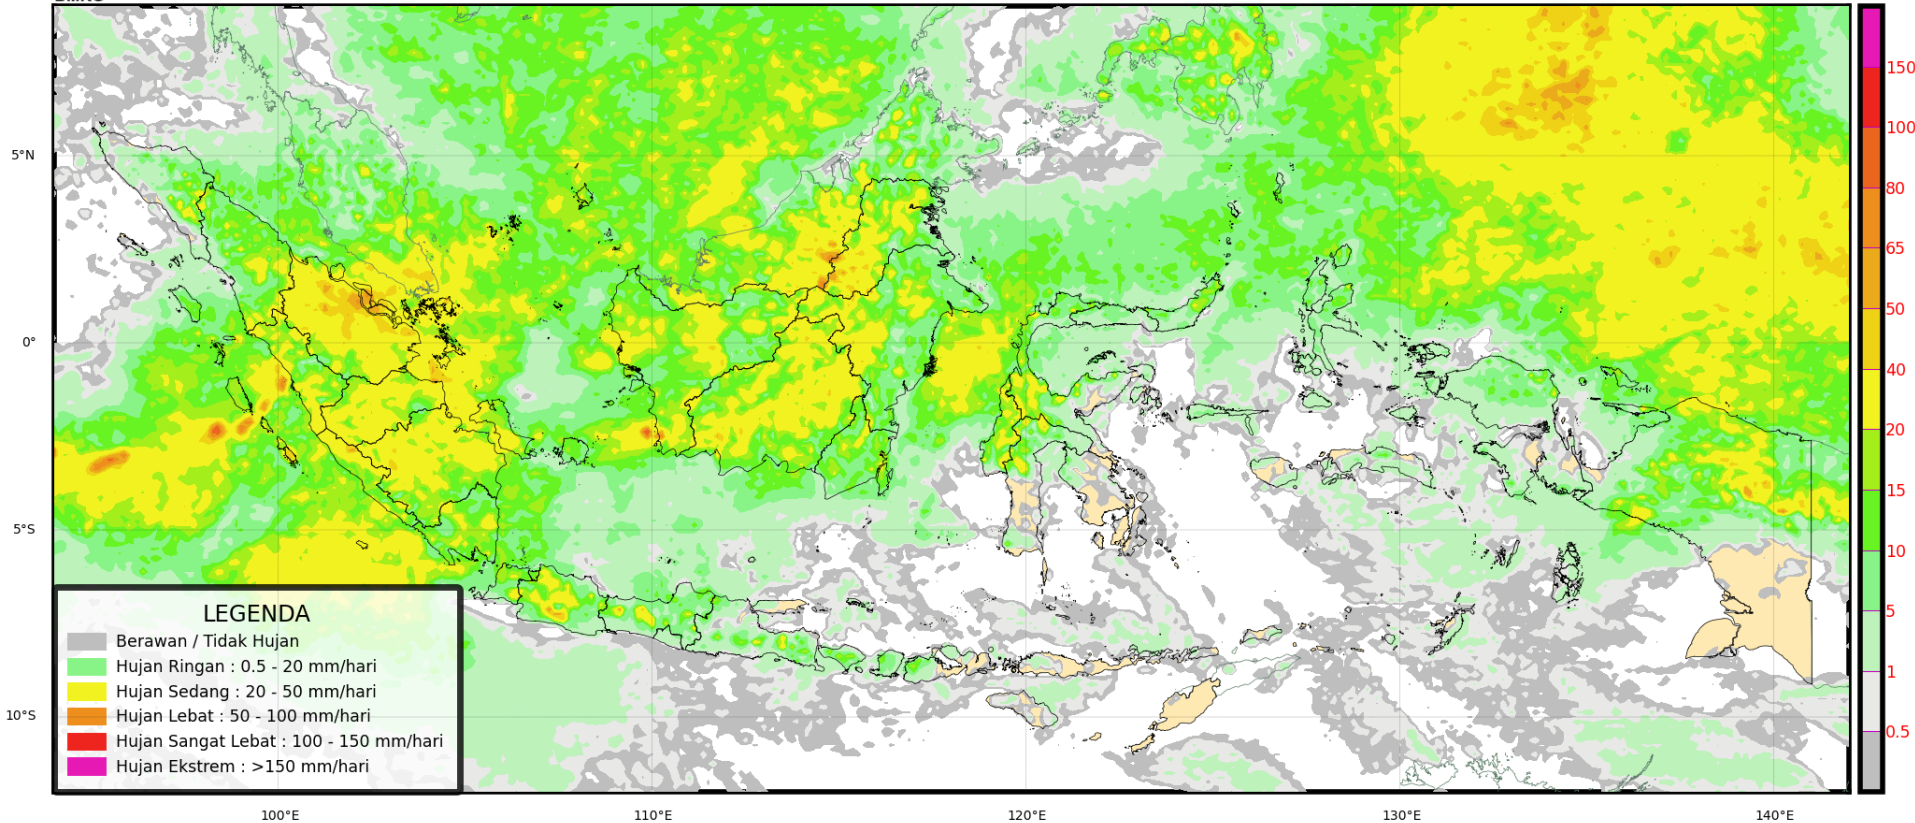 LEGENDA
Berawan / Tidak Hujan
Hujan Ringan : 0.5 - 20 mm/hari
Hujan Sedang : 20 - 50 mm/hari
Hujan Lebat : 50 - 100 mm/hari
Hujan Sangat Lebat : 100 - 150 mm/hari
Hujan Ekstrem : >150 mm/hari
5°N
0°
5°S
10°S
100°E
110°E
120°E
130°E
140°E
150
100
80
65
50
40
20
15
10
5
1
0.5